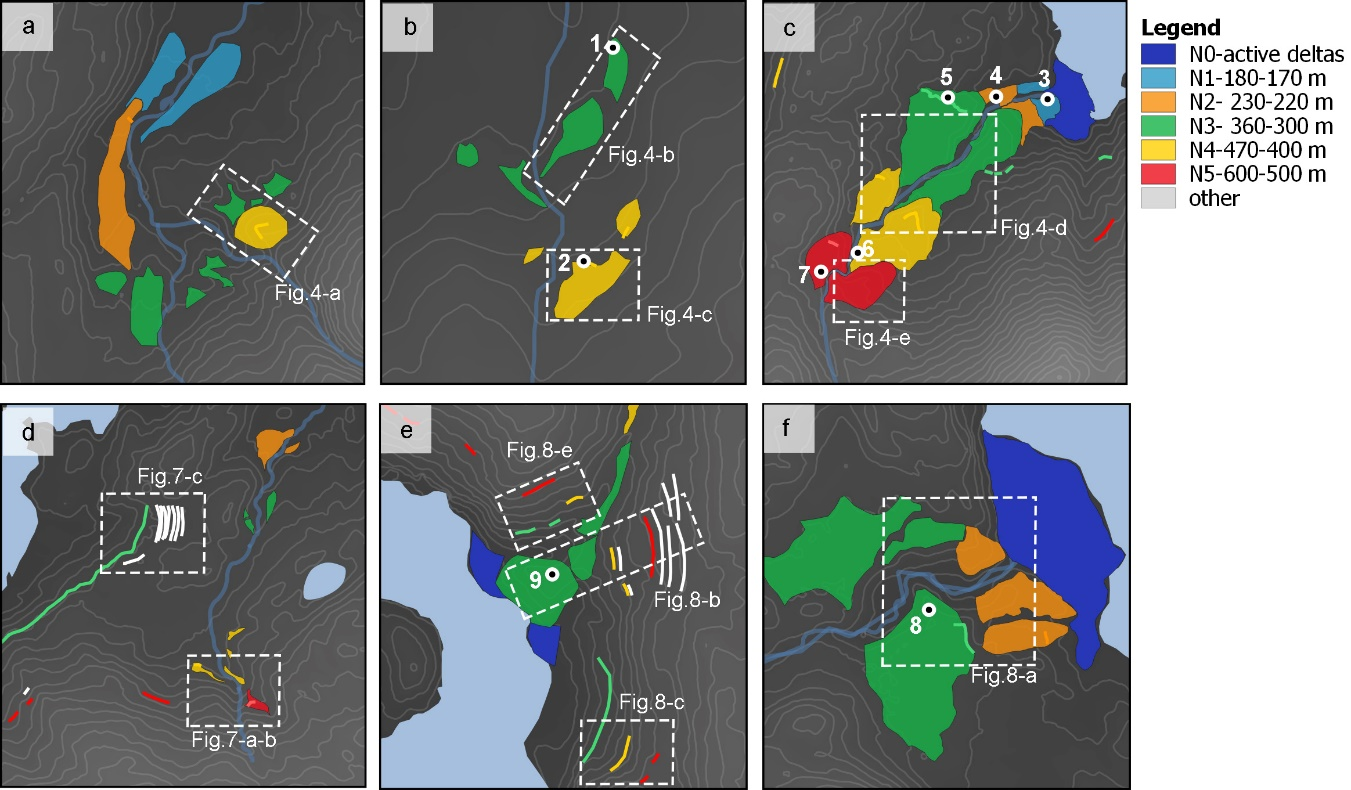 a
Fig.4-a
b
1
Fig.4-b
2
Fig.4-c
c
5
4
3
Fig.4-d
6
7
Fig.4-e
Legend
N0-active deltas
N1-180-170 m
N2- 230-220 m
N3- 360-300 m
N4-470-400 m
N5-600-500 m
other
d
Fig.7-c
Fig.7-a-b
e
Fig.8-e
9
Fig.8-b
Fig.8-c
f
8
Fig.8-a